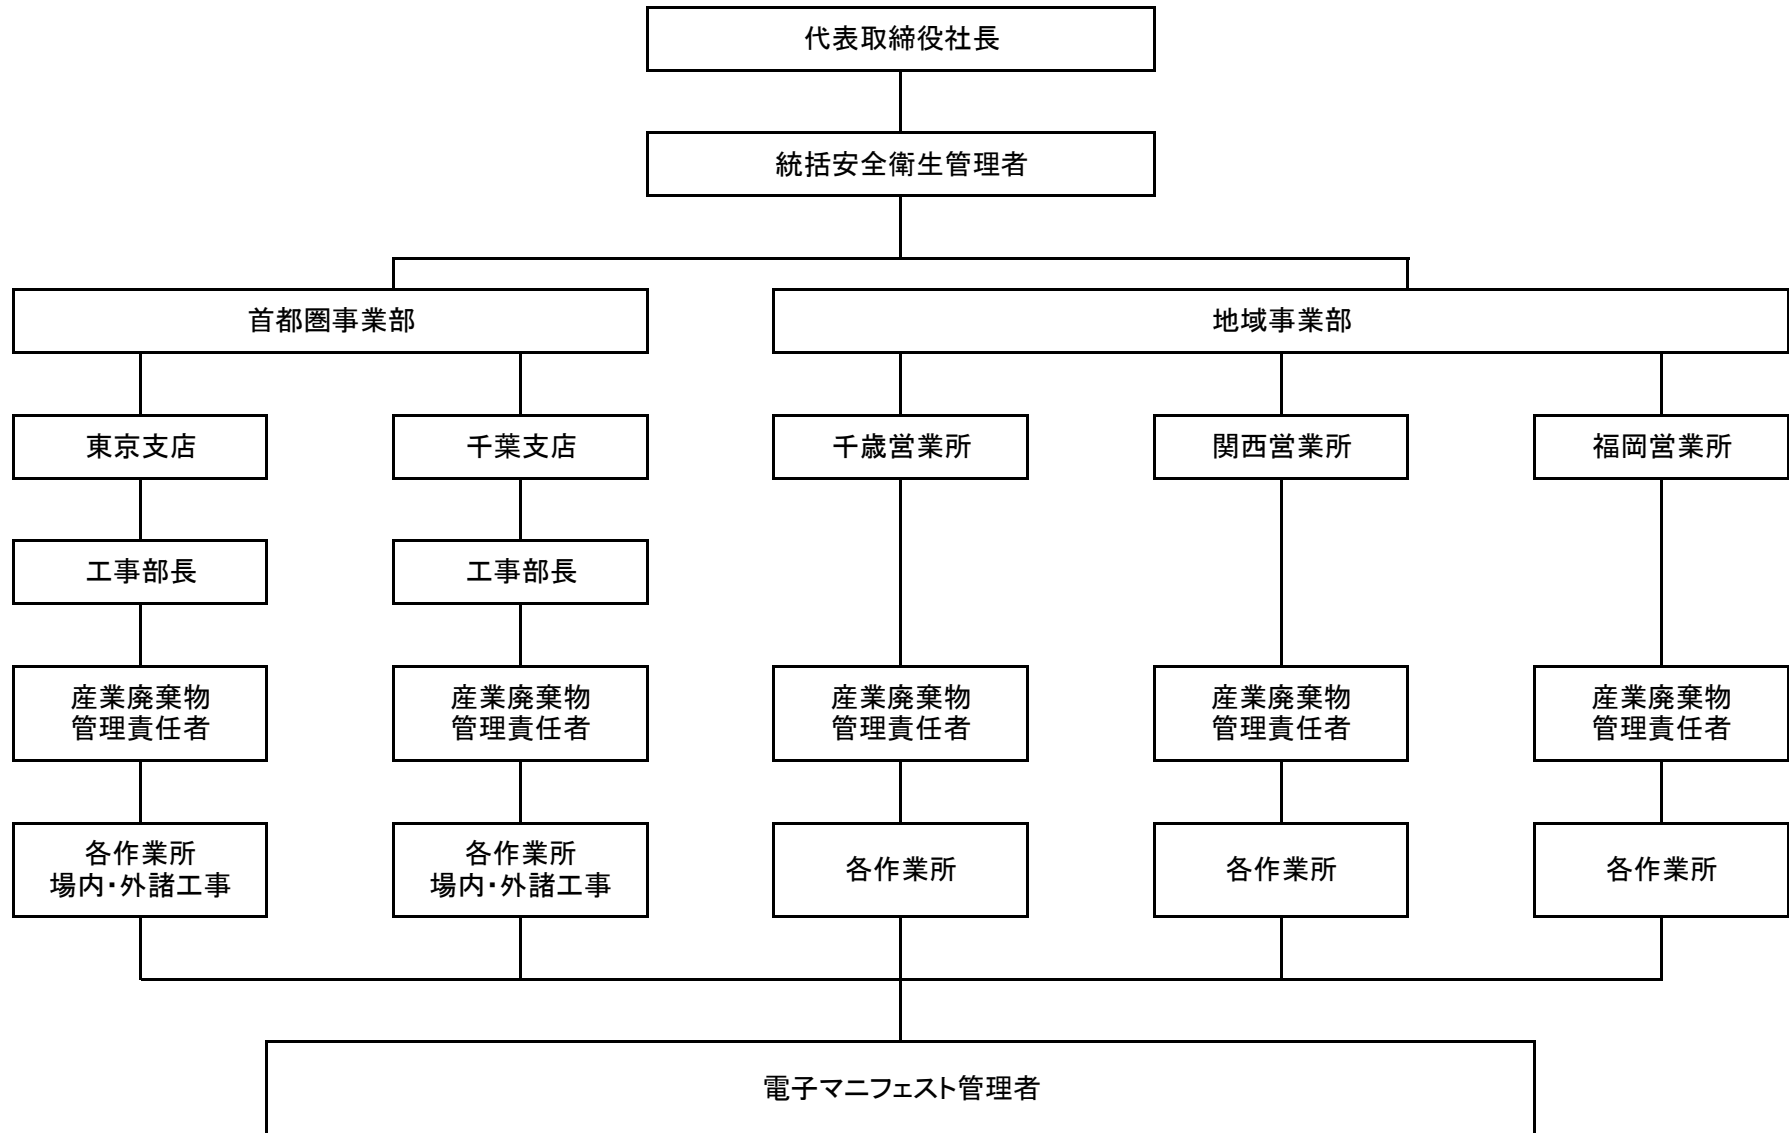 代表取締役社長
統括安全衛生管理者
首都圏事業部
地域事業部
東京支店
千葉支店
千歳営業所
関西営業所
福岡営業所
工事部長
工事部長
産業廃棄物
管理責任者
産業廃棄物
管理責任者
産業廃棄物
管理責任者
産業廃棄物
管理責任者
産業廃棄物
管理責任者
各作業所
場内・外諸工事
各作業所
場内・外諸工事
各作業所
各作業所
各作業所
電子マニフェスト管理者